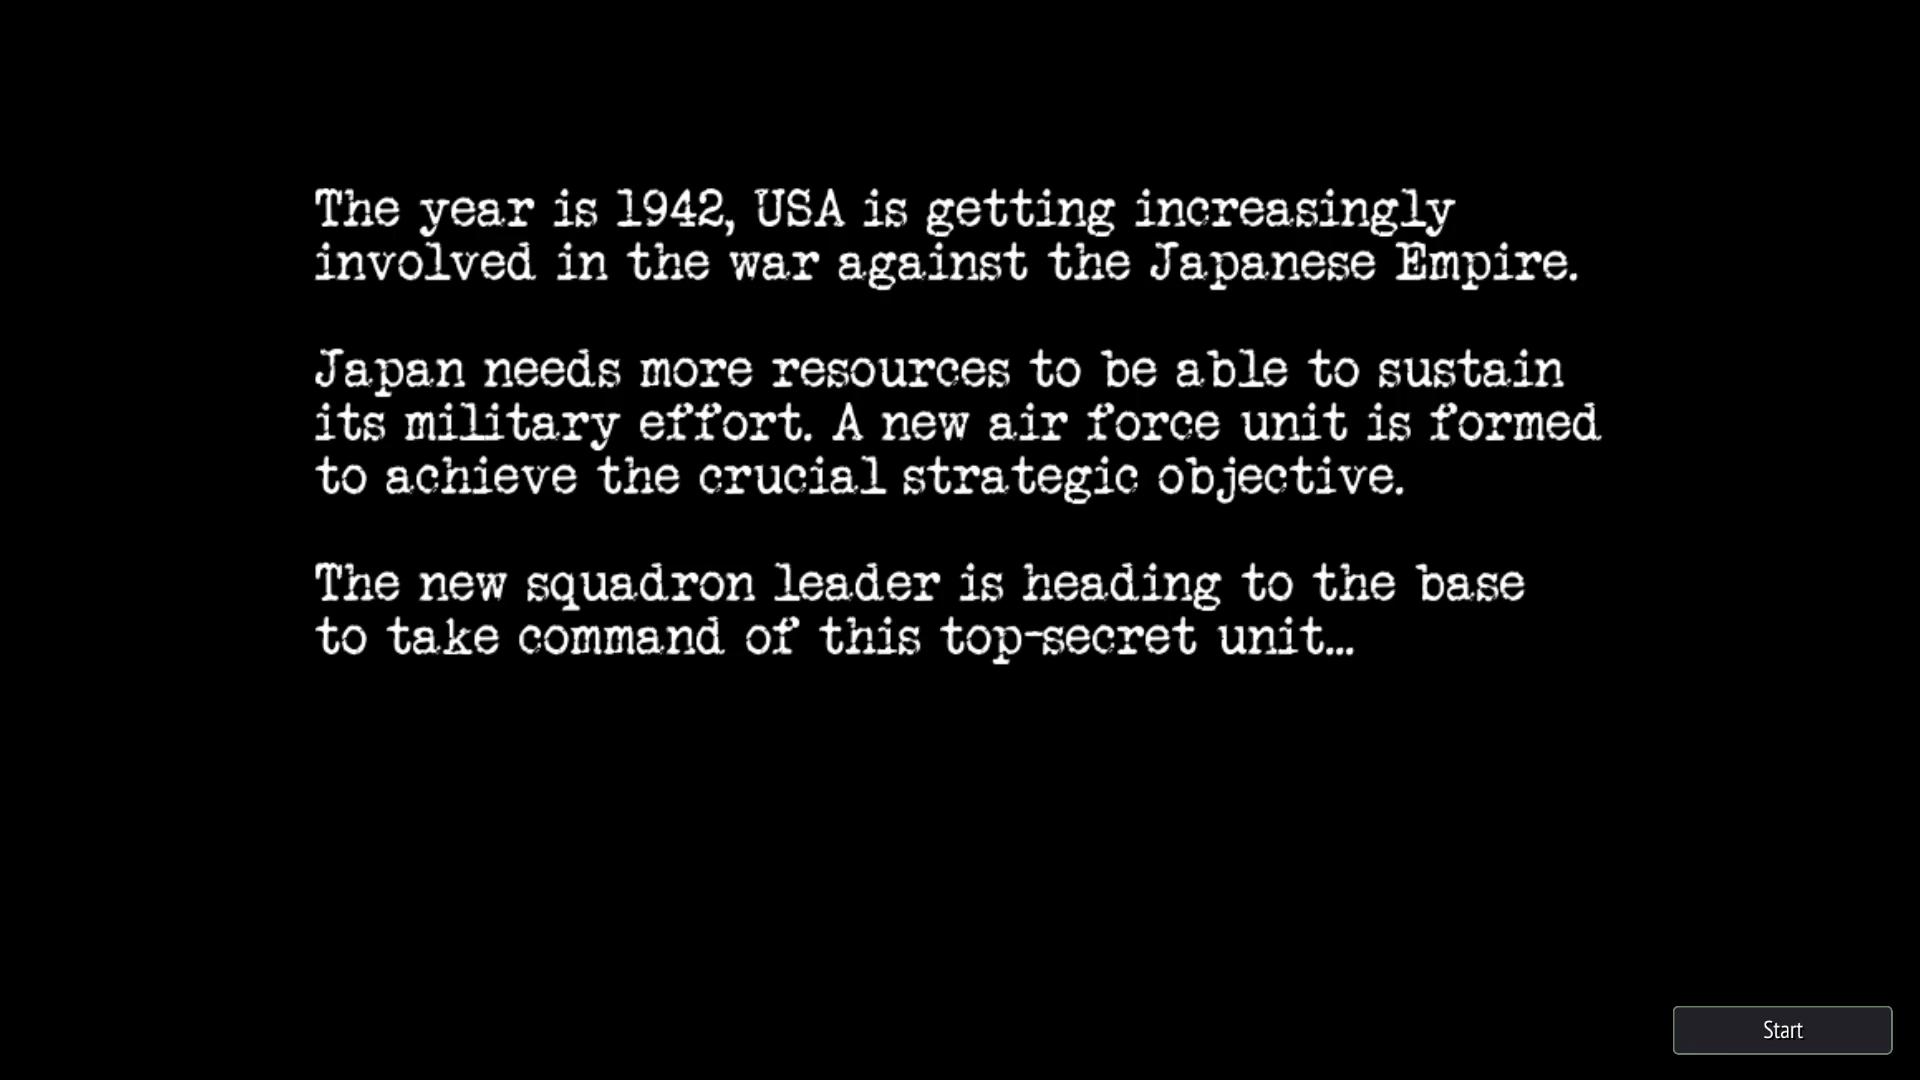 The year is 1942, USA is getting increasingly
involved in the war against the Japanese Empire.
Japan needs more resources to be able to sustain
its military effort. A new air force unit is formed
to achieve the crucial strategic objective.
The new squadron leader is heading to the base
to take command of this top-secret unit...
Start